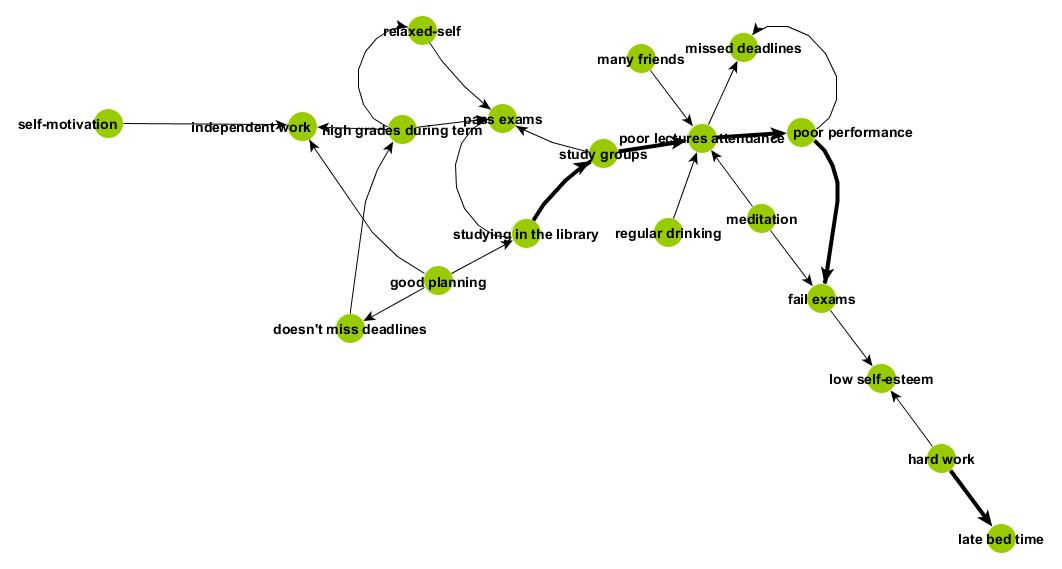 relaxed-self
many friends
missed deadlines
self-motivation
independent work
high grades during term
pass exams
study groups
poor lectures attendance
poor performance
studying in the library
regular drinking
meditation
good planning
doesn't miss deadlines
fail exams
low self-esteem
hard work
late bed time